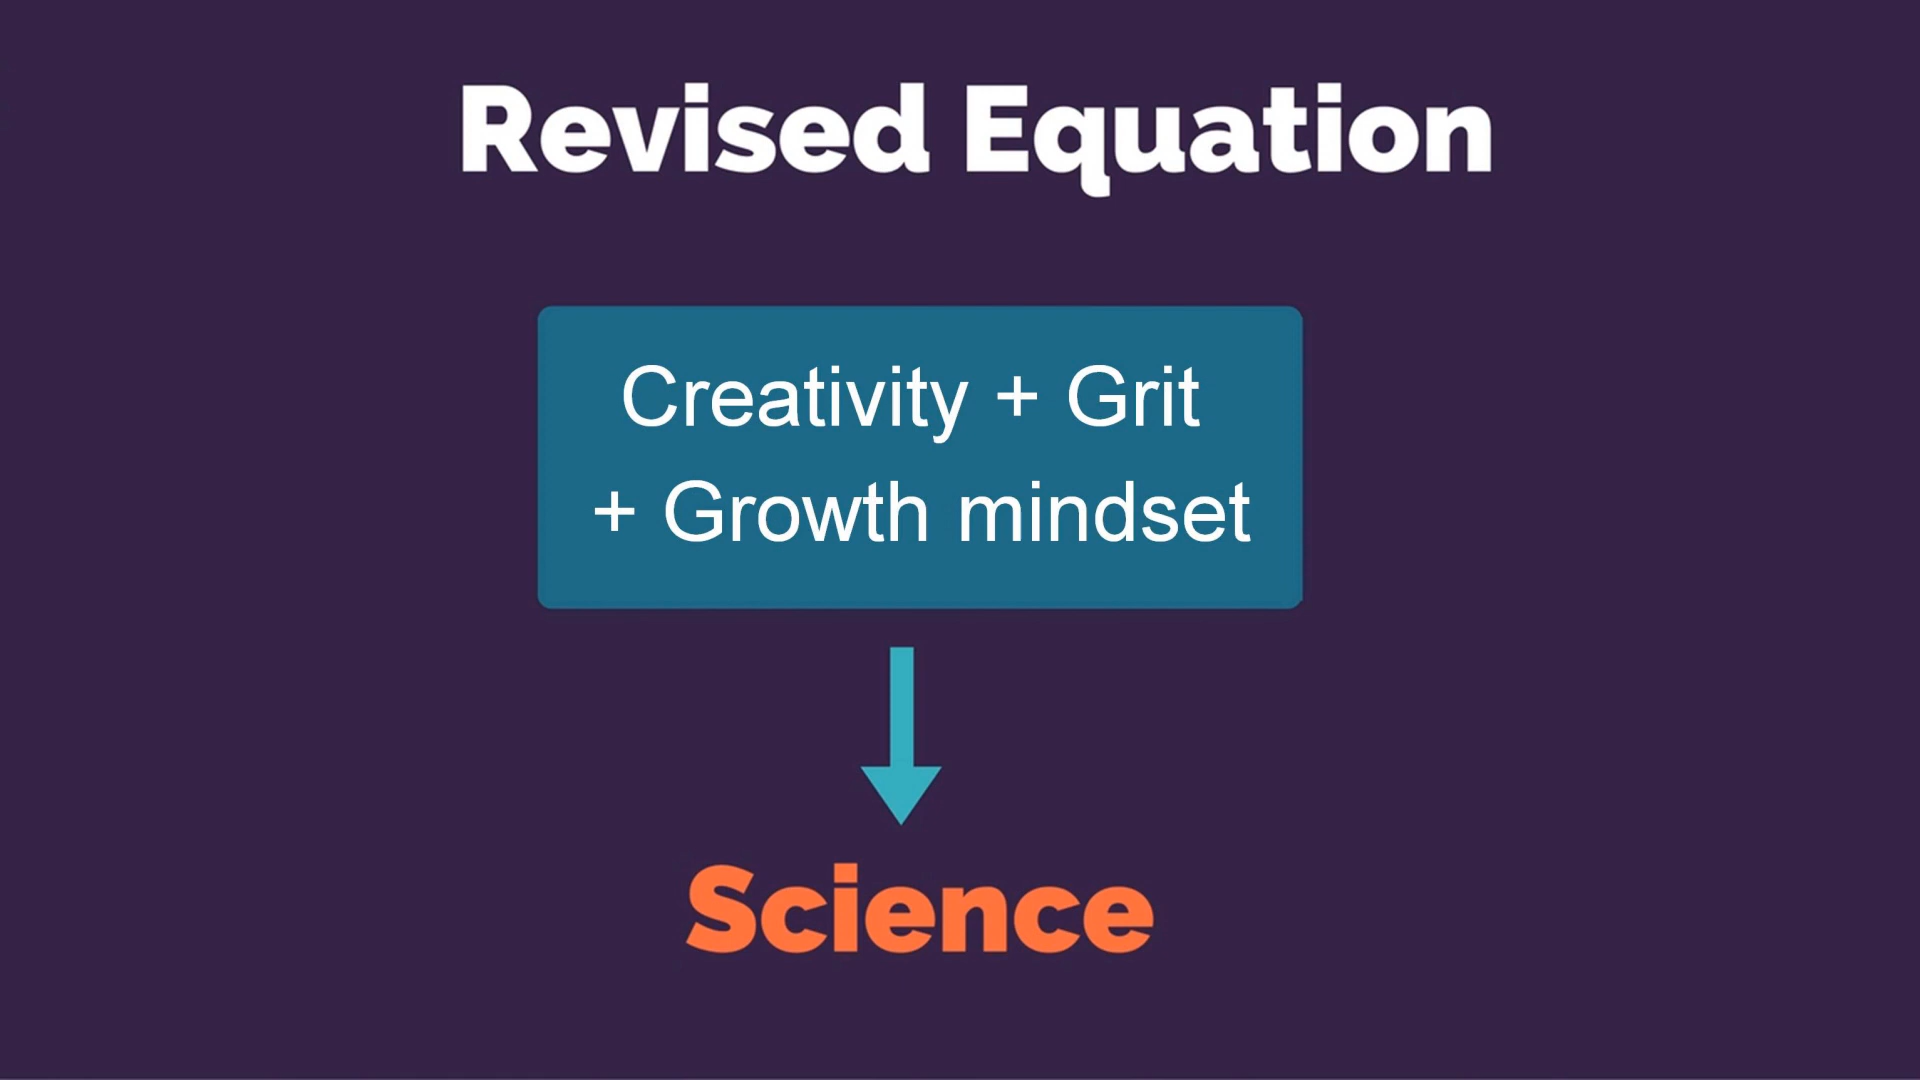 Revised Equation
Creativity + Grit
+ Growth mindset
Science